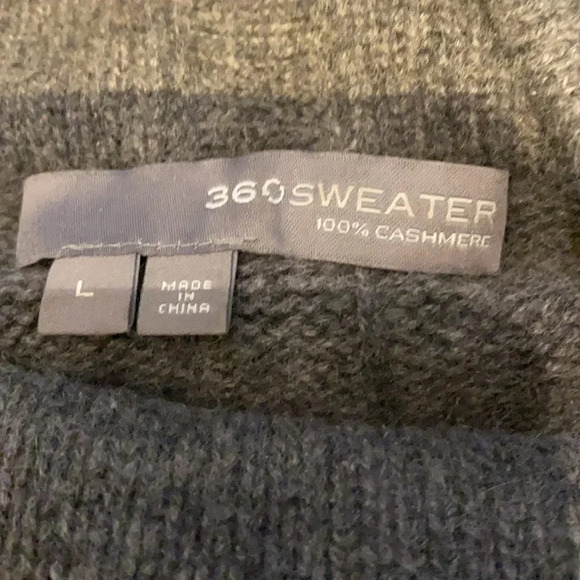 360SWEATER
100% CASHMERE
L
MADE
IN
CHINA